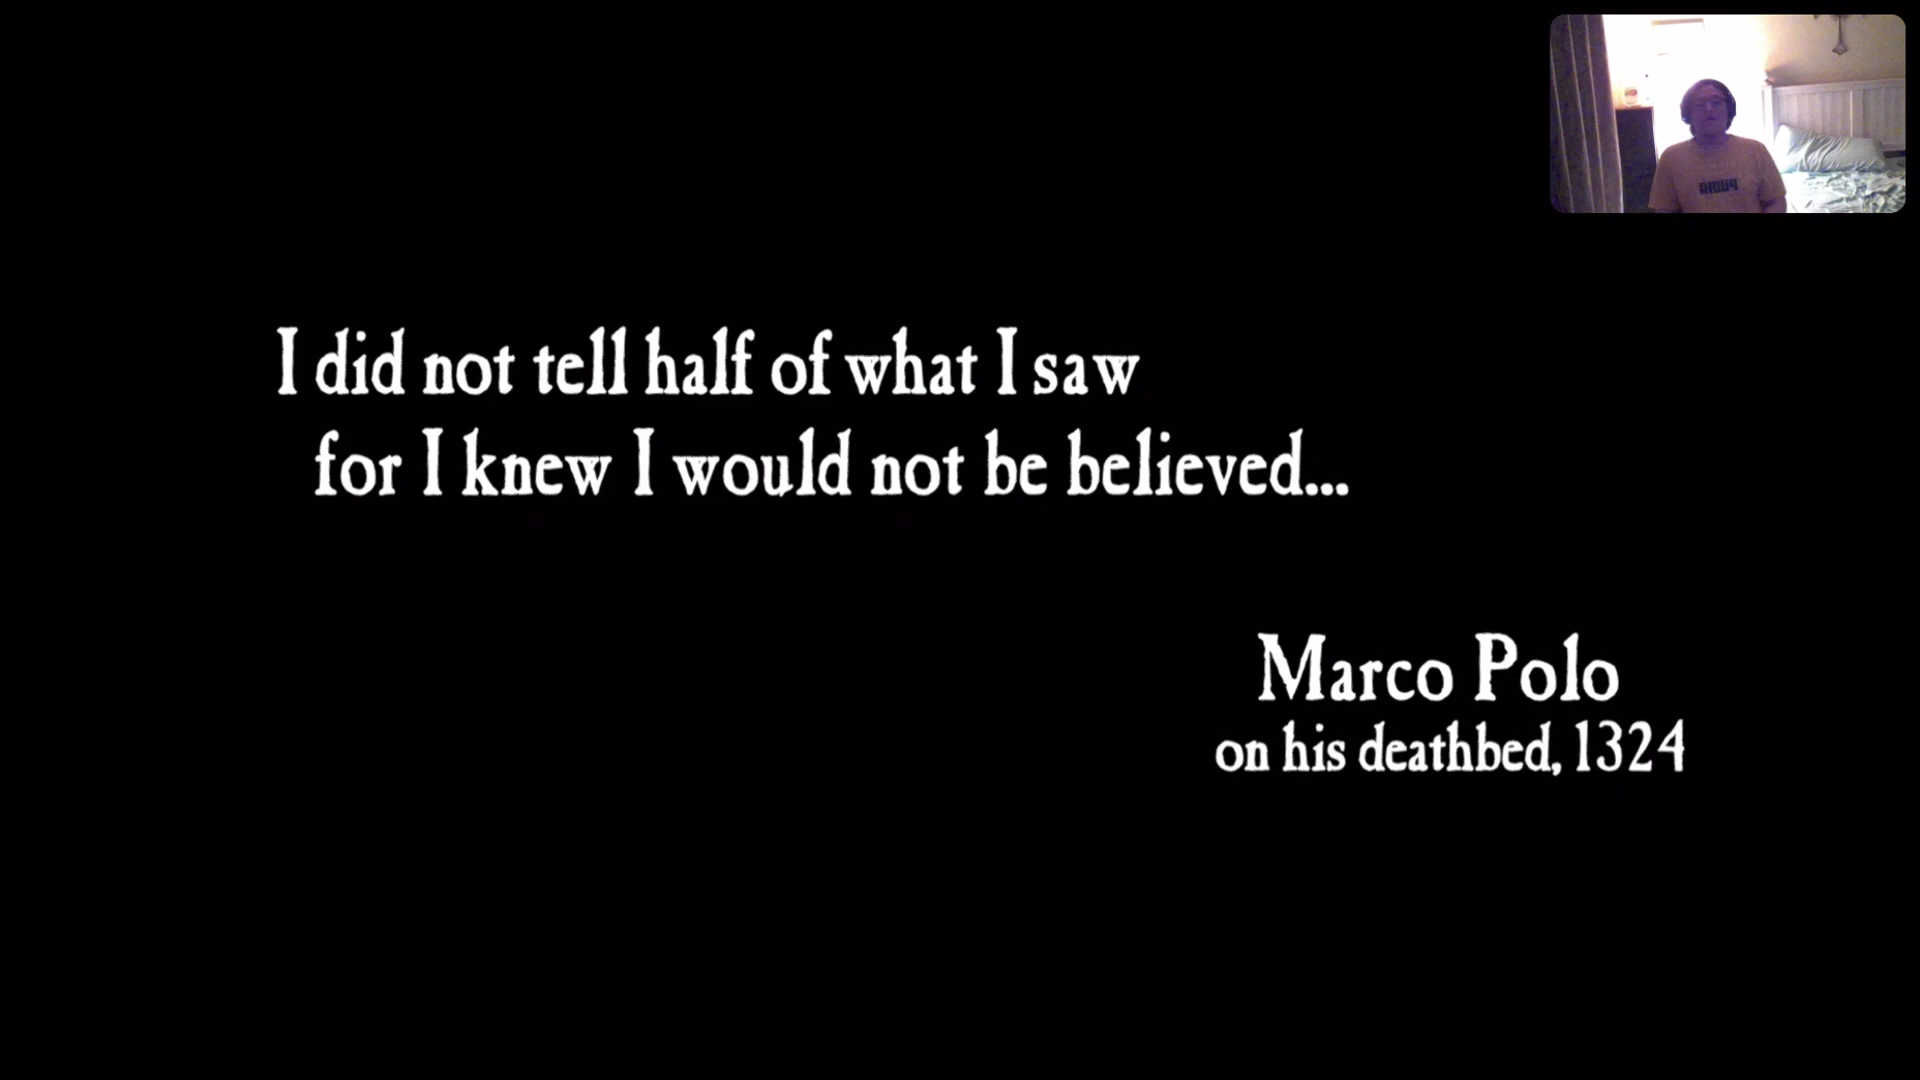 I did not tell half of what I saw
for I knew I would not be believed...
Marco Polo
on his deathbed, 1324